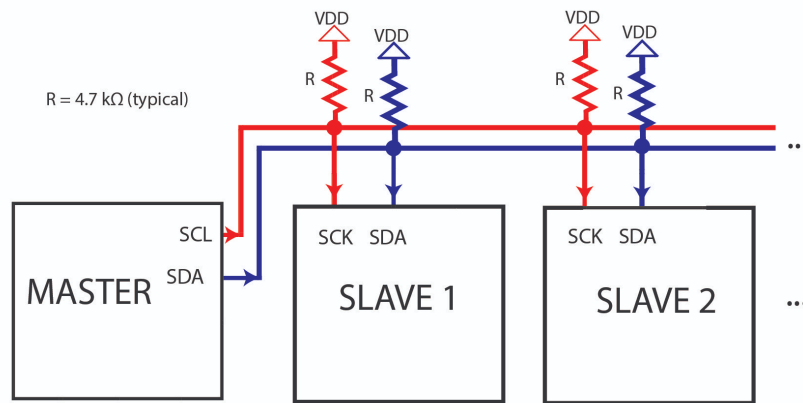 VDD
VDD
VDD
VDD
R
R
R
R
R = 4.7 kΩ (typical)
...
SCL
SDA
MASTER
SCK SDA
SLAVE 1
SCK SDA
SLAVE 2
...